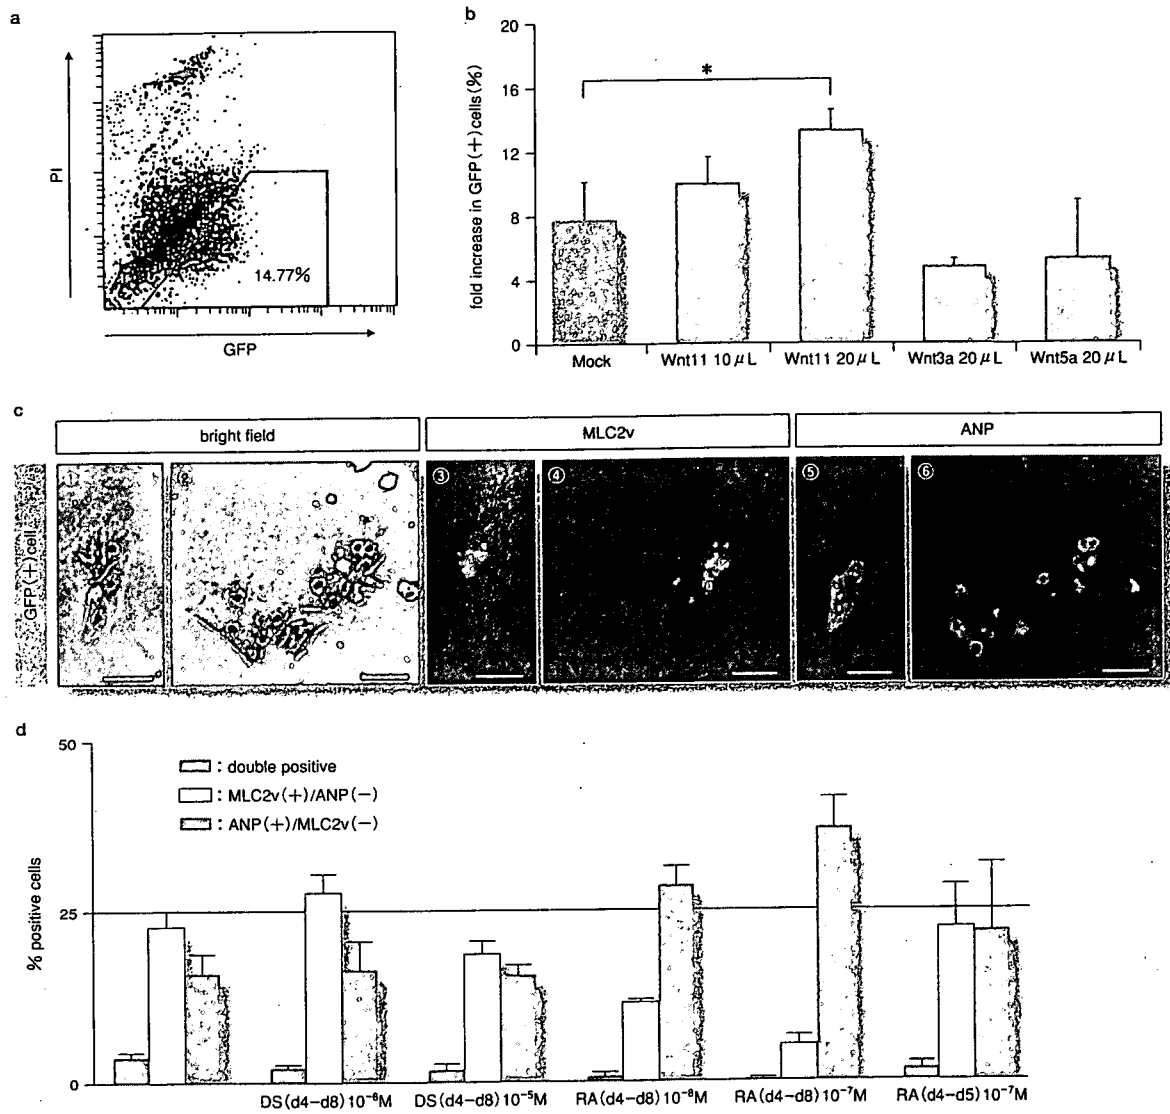 a
PI
14.77%
GFP
b
fold increase in GFP(+)cells(%)
20
16
12
8
4
0
*
Mock
Wnt11 10μL
Wnt11 20μL
Wnt3a 20μL
Wnt5a 20μL
c
bright field
MLC2v
ANP
GFP(+)cell
①
②
③
④
⑤
⑥
d
% positive cells
50
25
0
: double positive
: MLC2v(+)/ANP(-)
: ANP(+)/MLC2v(-)
DS(d4-d8)10⁻⁶M
DS(d4-d8)10⁻⁵M
RA(d4-d8)10⁻⁸M
RA(d4-d8)10⁻⁷M
RA(d4-d5)10⁻⁷M